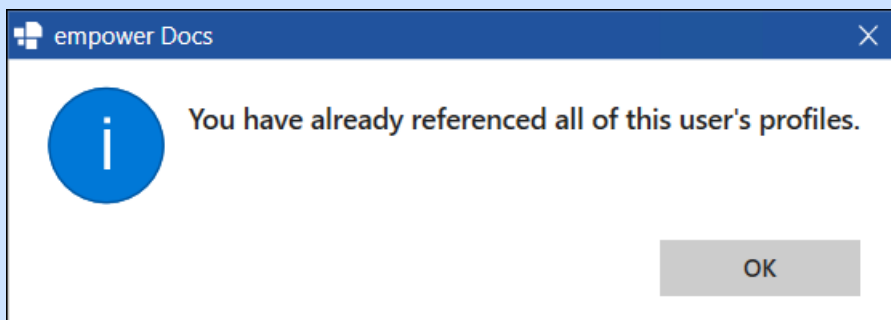 empower Docs
You have already referenced all of this user's profiles.
OK